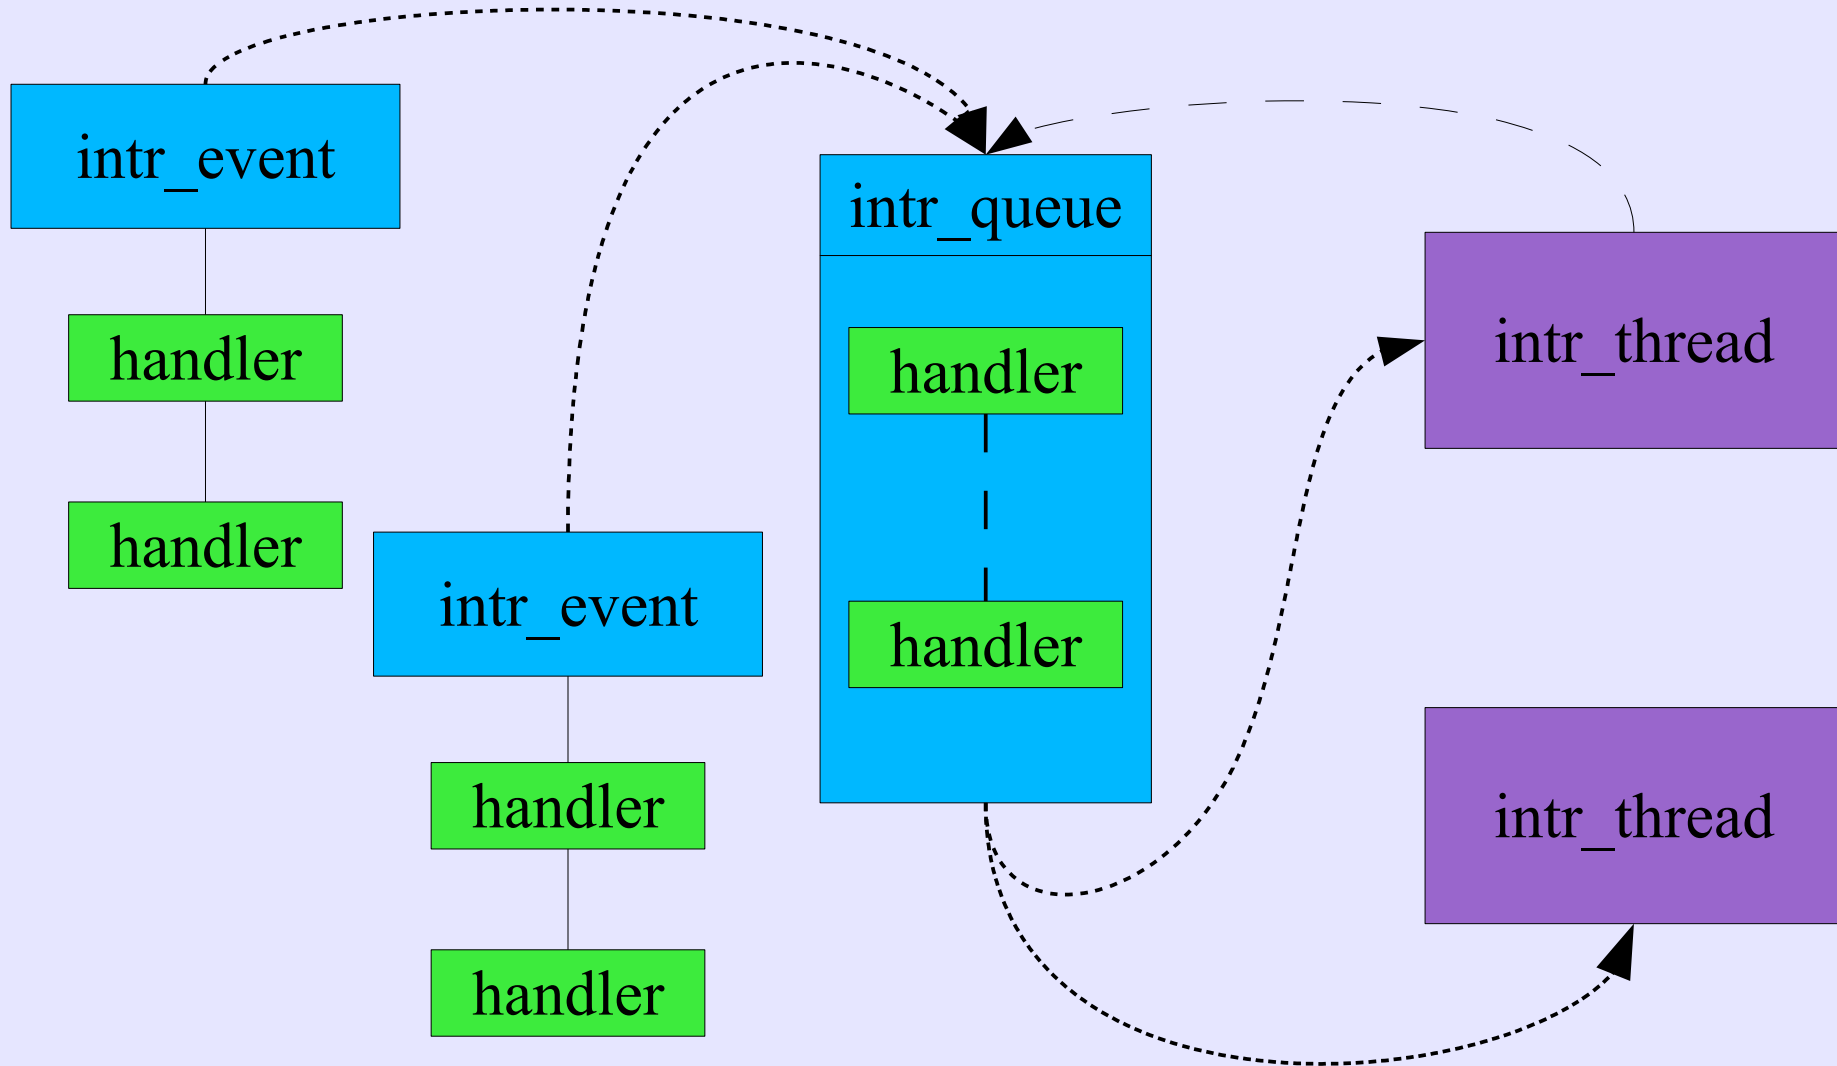 intr_event
handler
handler
intr_event
handler
handler
intr_queue
handler
handler
intr_thread
intr_thread